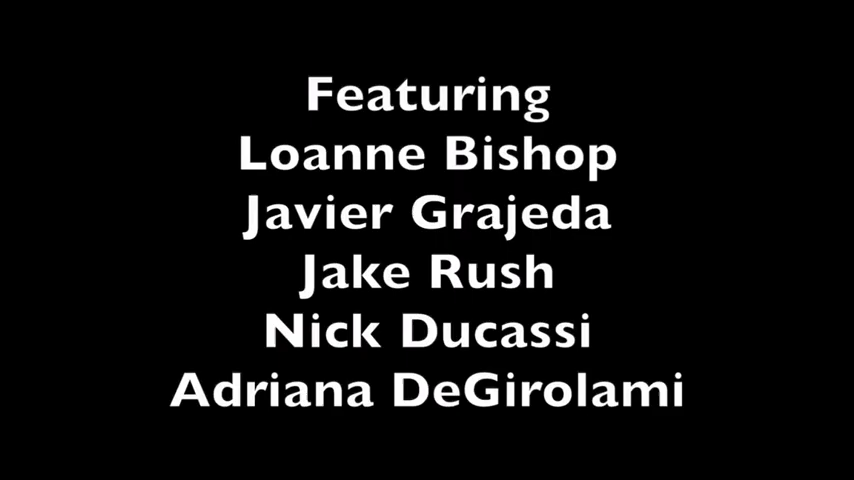 Featuring
Loanne Bishop
Javier Grajeda
Jake Rush
Nick Ducassi
Adriana DeGirolami